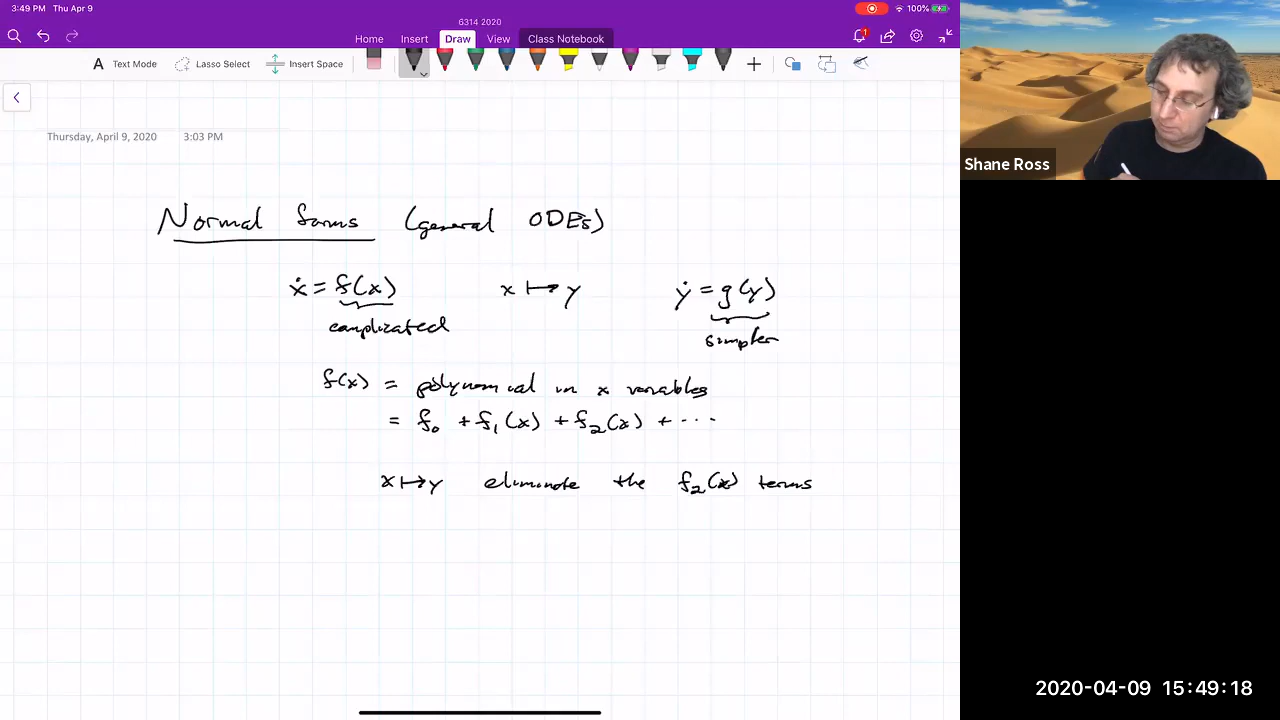 3:49 PM Thu Apr 9
100%
6314 2020
Home Insert Draw View Class Notebook
1
Text Mode Lasso Select Insert Space
Thursday, April 9, 2020 3:03 PM
Shane Ross
Normal forms (general ODEs)
ẋ = f(x) x ↦ y ẏ = g(y)
complicated simpler
f(x) = polynomial in x variables
= f₀ + f₁(x) + f₂(x) + ⋯
x ↦ y eliminate the f₂(x) terms
2020-04-09 15:49:18